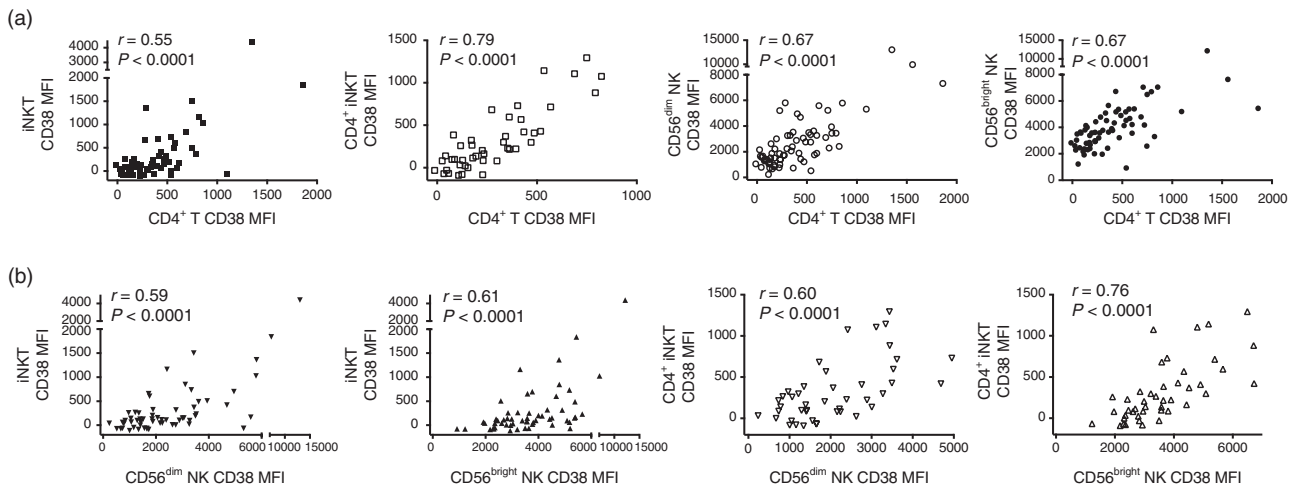 (a)
r = 0.55
P < 0.0001
iNKT
CD38 MFI
4000
3000
2000
1500
1000
500
0
0 500 1000 1500 2000
CD4+ T CD38 MFI
r = 0.79
P < 0.0001
CD4+ iNKT
CD38 MFI
1500
1000
500
0
0 500 1000
CD4+ T CD38 MFI
r = 0.67
P < 0.0001
CD56dim NK
CD38 MFI
15000
10000
8000
6000
4000
2000
0
0 500 1000 1500 2000
CD4+ T CD38 MFI
r = 0.67
P < 0.0001
CD56bright NK
CD38 MFI
15000
10000
8000
6000
4000
2000
0
0 500 1000 1500 2000
CD4+ T CD38 MFI
(b)
r = 0.59
P < 0.0001
iNKT
CD38 MFI
4000
2000
2000
1500
1000
500
0
0 2000 4000 6000 10000 15000
CD56dim NK CD38 MFI
r = 0.61
P < 0.0001
iNKT
CD38 MFI
4000
2000
2000
1500
1000
500
0
0 2000 4000 6000 10000 15000
CD56bright NK CD38 MFI
r = 0.60
P < 0.0001
CD4+ iNKT
CD38 MFI
1500
1000
500
0
0 1000 2000 3000 4000 5000
CD56dim NK CD38 MFI
r = 0.76
P < 0.0001
CD4+ iNKT
CD38 MFI
1500
1000
500
0
0 2000 4000 6000
CD56bright NK CD38 MFI